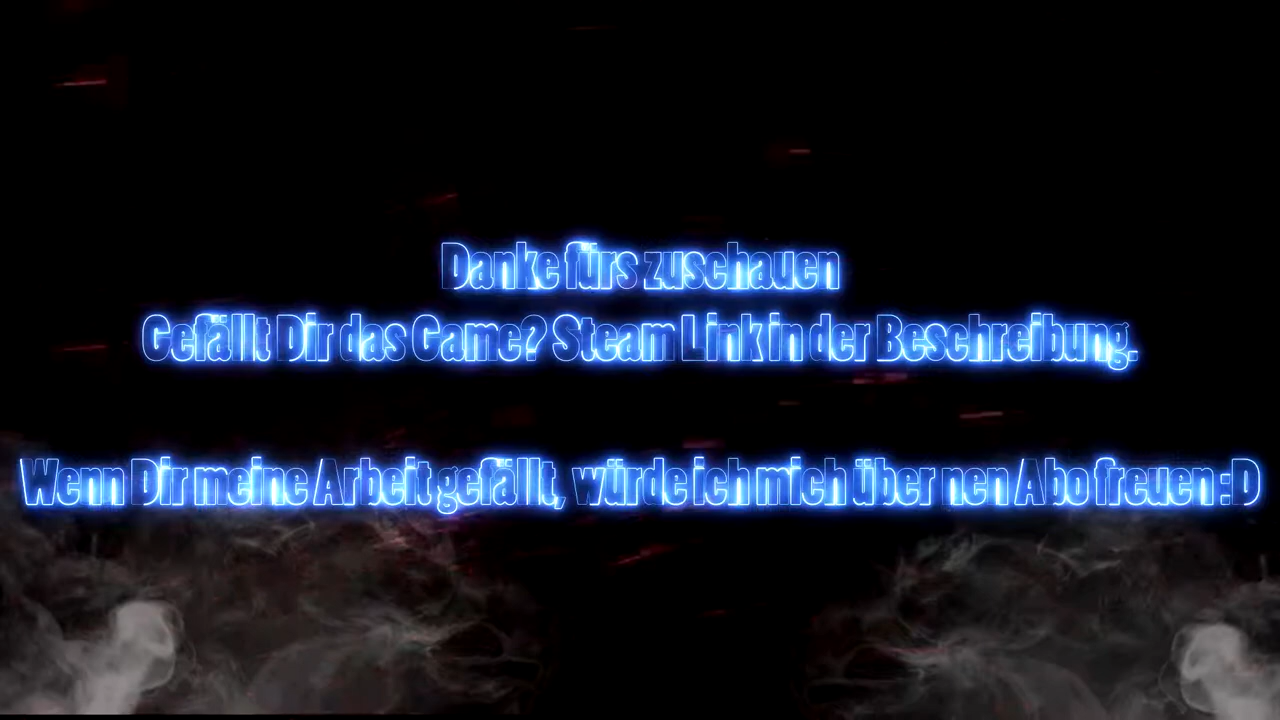 Danke fürs zuschauen
Gefällt Dir das Game? Steam Link in der Beschreibung.
Wenn Dir meine Arbeit gefällt, würde ich mich über nen Abo freuen :D